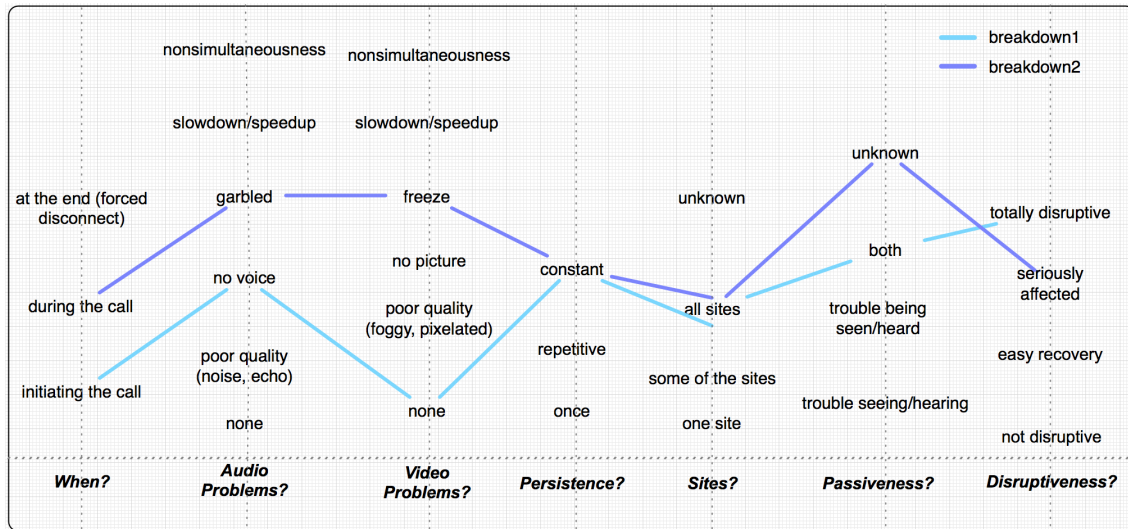 nonsimultaneousness
nonsimultaneousness
breakdown1
breakdown2
slowdown/speedup
slowdown/speedup
unknown
at the end (forced
disconnect)
garbled
freeze
unknown
totally disruptive
both
no voice
no picture
constant
seriously
affected
during the call
poor quality
(foggy, pixelated)
all sites
trouble being
seen/heard
poor quality
(noise, echo)
repetitive
easy recovery
initiating the call
some of the sites
none
none
once
one site
trouble seeing/hearing
not disruptive
When?
Audio
Problems?
Video
Problems?
Persistence?
Sites?
Passiveness?
Disruptiveness?